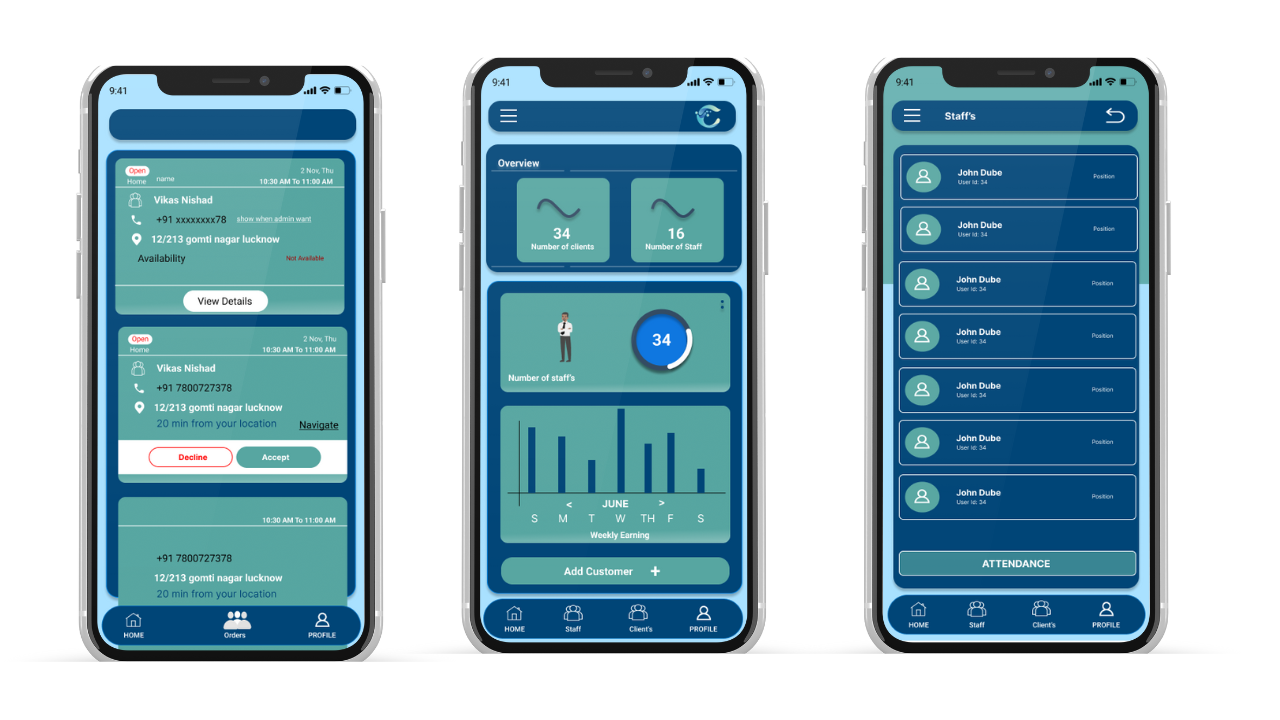 9:41
Open
2 Nov, Thu
Home name
10:30 AM To 11:00 AM
Vikas Nishad
+91 xxxxxxxx78 show when admin want
12/213 gomti nagar lucknow
Availability Not Available
View Details
Open
2 Nov, Thu
Home
10:30 AM To 11:00 AM
Vikas Nishad
+91 7800727378
12/213 gomti nagar lucknow
20 min from your location
Navigate
Decline Accept
10:30 AM To 11:00 AM
+91 7800727378
12/213 gomti nagar lucknow
20 min from your location
HOME Orders PROFILE
9:41
Overview
34 16
Number of clients Number of Staff
34
Number of staff's
< JUNE >
S M T W TH F S
Weekly Earning
Add Customer +
HOME Staff Client's PROFILE
9:41
Staff's
John Dube
User Id: 34
Position
John Dube
User Id: 34
Position
John Dube
User Id: 34
Position
John Dube
User Id: 34
Position
John Dube
User Id: 34
Position
John Dube
User Id: 34
Position
John Dube
User Id: 34
Position
ATTENDANCE
HOME Staff Client's PROFILE